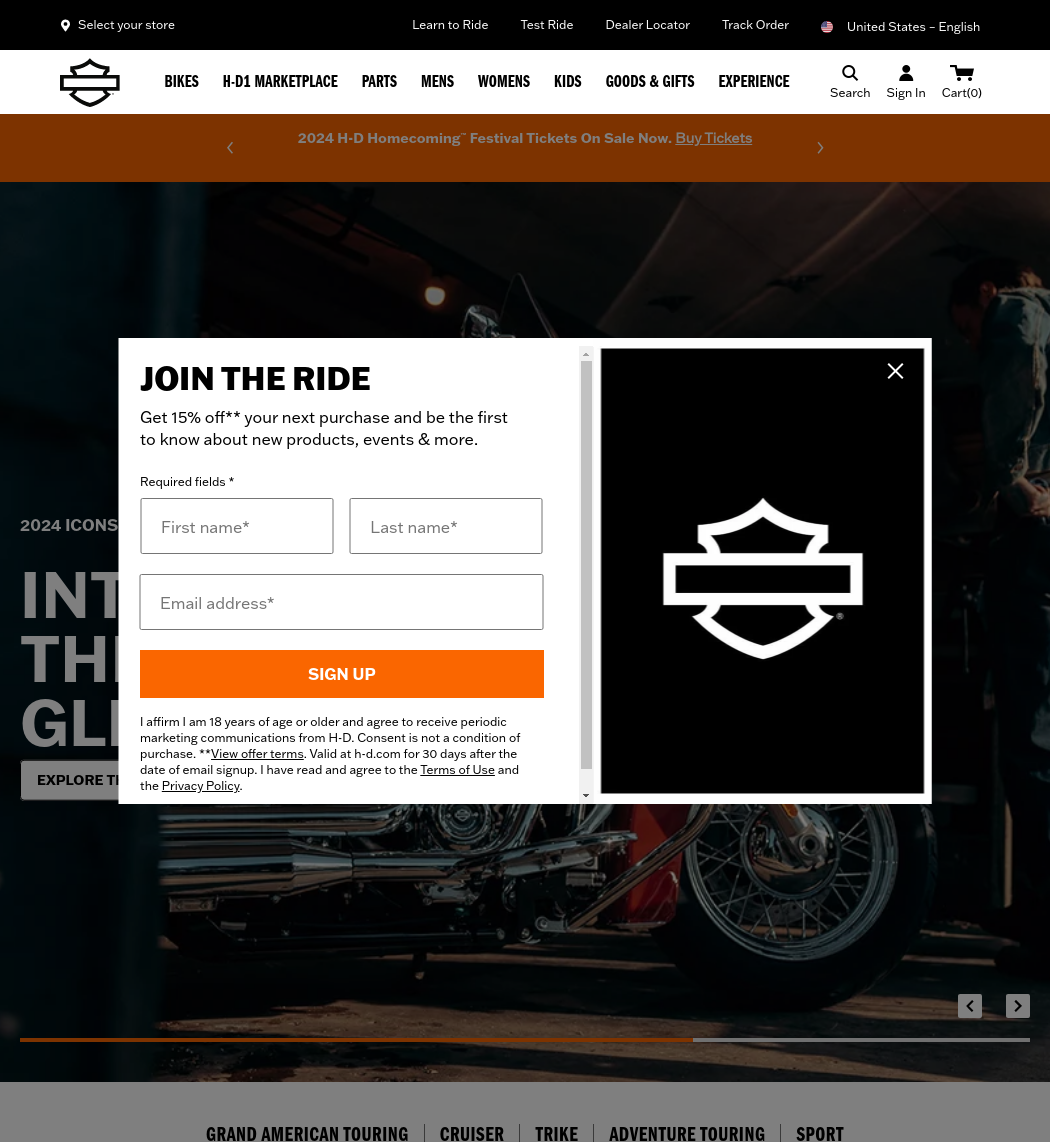 Select your store
Learn to Ride
Test Ride
Dealer Locator
Track Order
United States – English
BIKES
H-D1 MARKETPLACE
PARTS
MENS
WOMENS
KIDS
GOODS & GIFTS
EXPERIENCE
Search
Sign In
Cart(0)
2024 H-D Homecoming™ Festival Tickets On Sale Now. Buy Tickets
JOIN THE RIDE
Get 15% off** your next purchase and be the first
to know about new products, events & more.
Required fields *
First name*
Last name*
Email address*
SIGN UP
I affirm I am 18 years of age or older and agree to receive periodic
marketing communications from H-D. Consent is not a condition of
purchase. **View offer terms. Valid at h-d.com for 30 days after the
date of email signup. I have read and agree to the Terms of Use and
the Privacy Policy.
®
2024 ICONS
INT
TH
GL
EXPLORE T
GRAND AMERICAN TOURING
CRUISER
TRIKE
ADVENTURE TOURING
SPORT